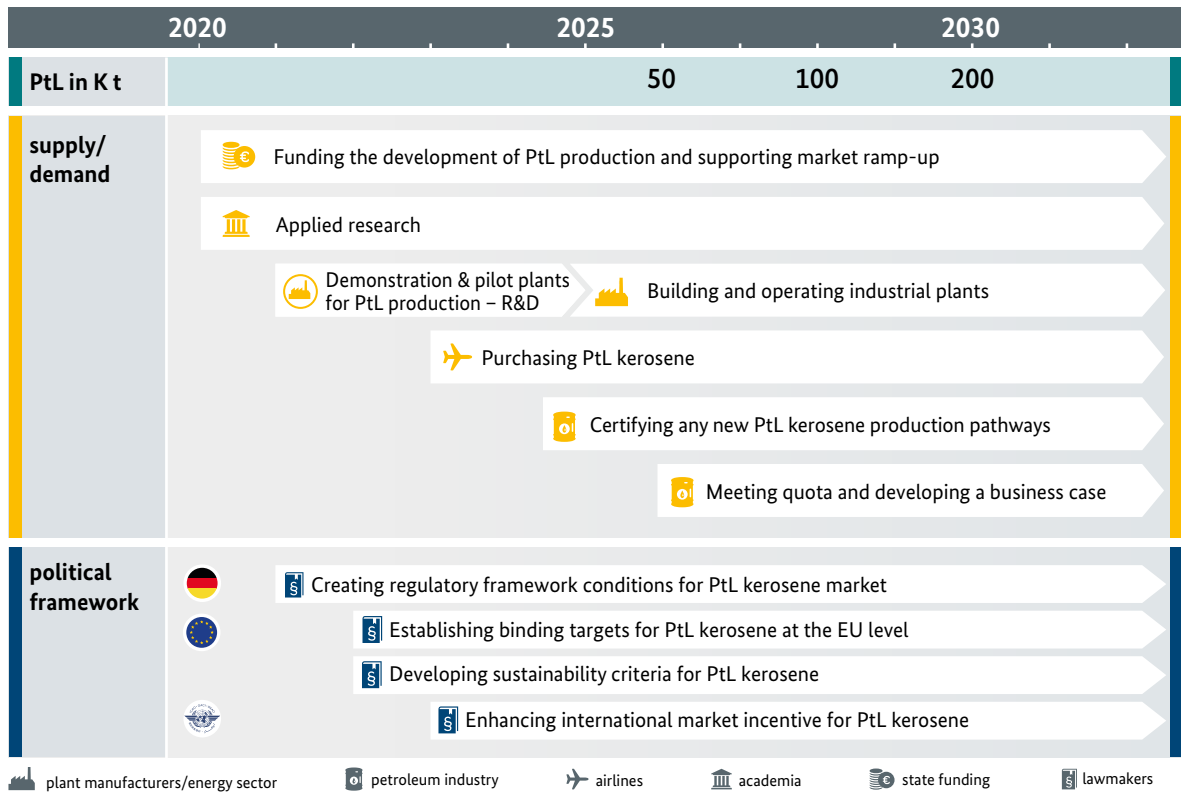 2020 2025 2030
PtL in K t 50 100 200
supply/
demand
Funding the development of PtL production and supporting market ramp-up
Applied research
Demonstration & pilot plants
for PtL production – R&D
Building and operating industrial plants
Purchasing PtL kerosene
Certifying any new PtL kerosene production pathways
Meeting quota and developing a business case
political
framework
§ Creating regulatory framework conditions for PtL kerosene market
§ Establishing binding targets for PtL kerosene at the EU level
§ Developing sustainability criteria for PtL kerosene
§ Enhancing international market incentive for PtL kerosene
plant manufacturers/energy sector petroleum industry airlines academia € state funding § lawmakers